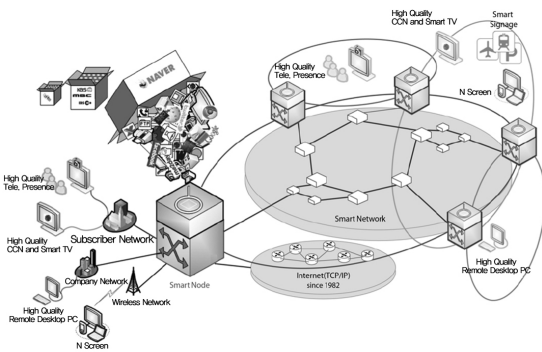 High Quality
CCN and Smart TV
Smart
Signage
High Quality
Tele, Presence
N Screen
NAVER
KBS
MBC
FTP
High Quality
Tele, Presence
Subscriber Network
High Quality
CCN and Smart TV
Company Network
High Quality
Remote Desktop PC
Wireless Network
N Screen
Smart Node
Smart Network
Internet(TCP/IP)
since 1982
High Quality
Remote Desktop PC